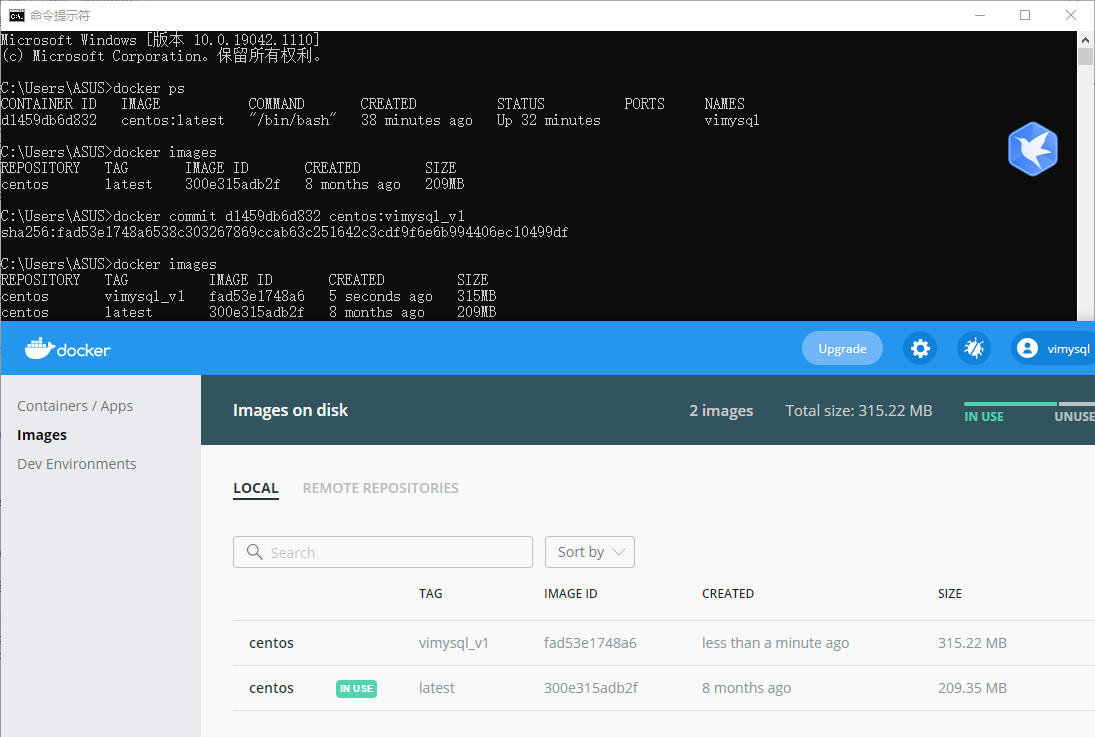 命令提示符
Microsoft Windows [版本 10.0.19042.1110]
(c) Microsoft Corporation。保留所有权利。
C:\Users\ASUS>docker ps
CONTAINER ID IMAGE COMMAND CREATED STATUS PORTS NAMES
d1459db6d832 centos:latest "/bin/bash" 38 minutes ago Up 32 minutes vimysql
C:\Users\ASUS>docker images
REPOSITORY TAG IMAGE ID CREATED SIZE
centos latest 300e315adb2f 8 months ago 209MB
C:\Users\ASUS>docker commit d1459db6d832 centos:vimysql_v1
sha256:fad53e1748a6538c303267869ccab63c251642c3cdf9f6e6b994406ec10499df
C:\Users\ASUS>docker images
REPOSITORY TAG IMAGE ID CREATED SIZE
centos vimysql_v1 fad53e1748a6 5 seconds ago 315MB
centos latest 300e315adb2f 8 months ago 209MB
docker Upgrade vimysql
Containers / Apps
Images
Dev Environments
Images on disk 2 images Total size: 315.22 MB IN USE UNUSE
LOCAL REMOTE REPOSITORIES
Search Sort by
TAG IMAGE ID CREATED SIZE
centos vimysql_v1 fad53e1748a6 less than a minute ago 315.22 MB
centos IN USE latest 300e315adb2f 8 months ago 209.35 MB